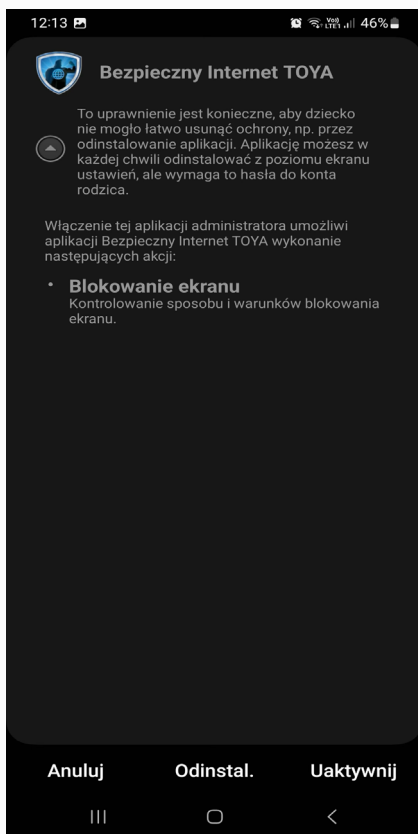 12:13
46%
Bezpieczny Internet TOYA
To uprawnienie jest konieczne, aby dziecko
nie mogło łatwo usunąć ochrony, np. przez
odinstalowanie aplikacji. Aplikację możesz w
każdej chwili odinstalować z poziomu ekranu
ustawień, ale wymaga to hasła do konta
rodzica.
Włączenie tej aplikacji administratora umożliwi
aplikacji Bezpieczny Internet TOYA wykonanie
następujących akcji:
• Blokowanie ekranu
Kontrolowanie sposobu i warunków blokowania
ekranu.
Anuluj Odinstal. Uaktywnij